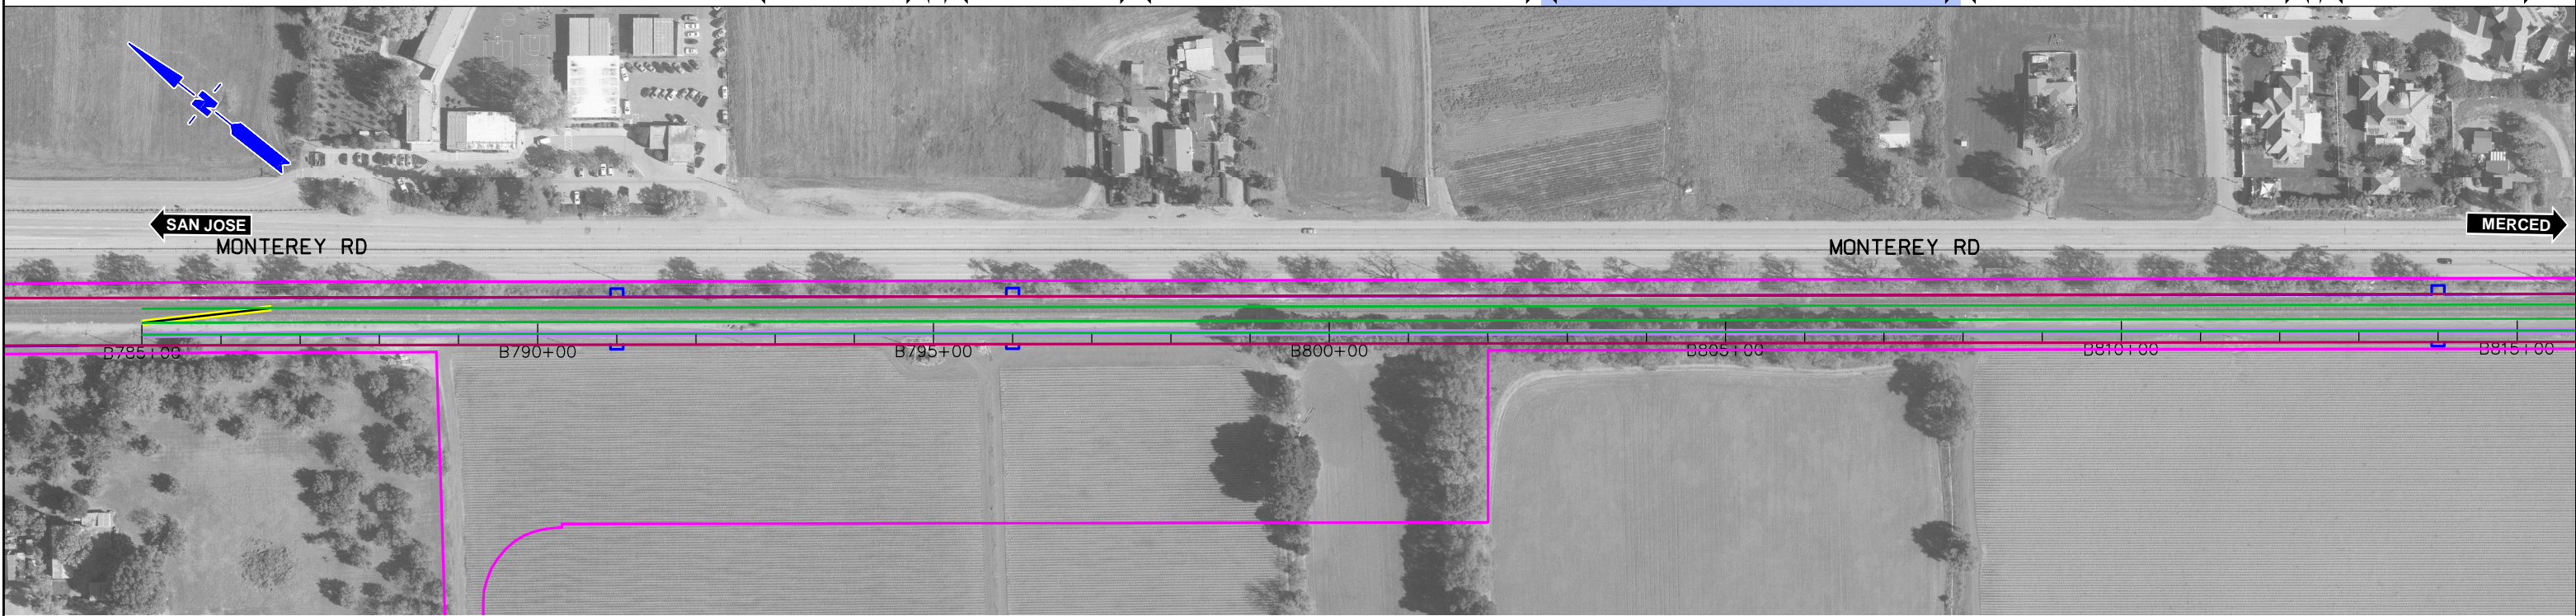 N
SAN JOSE
MERCED
MONTEREY RD
MONTEREY RD
B785+00
B790+00
B795+00
B800+00
B805+00
B810+00
B815+00